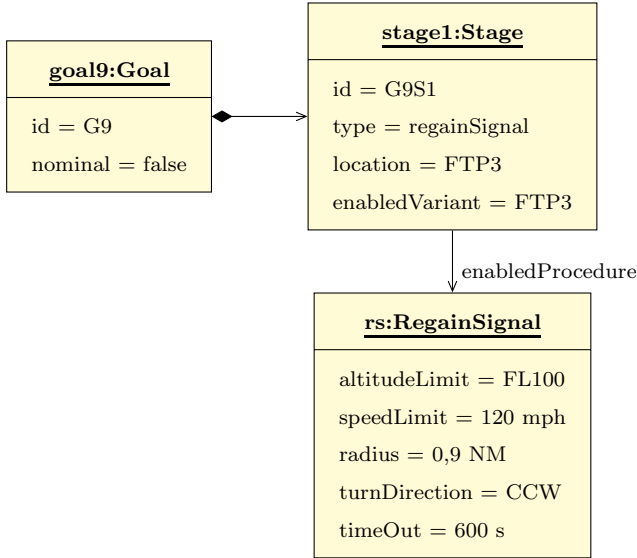 goal9:Goal
id = G9
nominal = false
stage1:Stage
id = G9S1
type = regainSignal
location = FTP3
enabledVariant = FTP3
enabledProcedure
rs:RegainSignal
altitudeLimit = FL100
speedLimit = 120 mph
radius = 0,9 NM
turnDirection = CCW
timeOut = 600 s